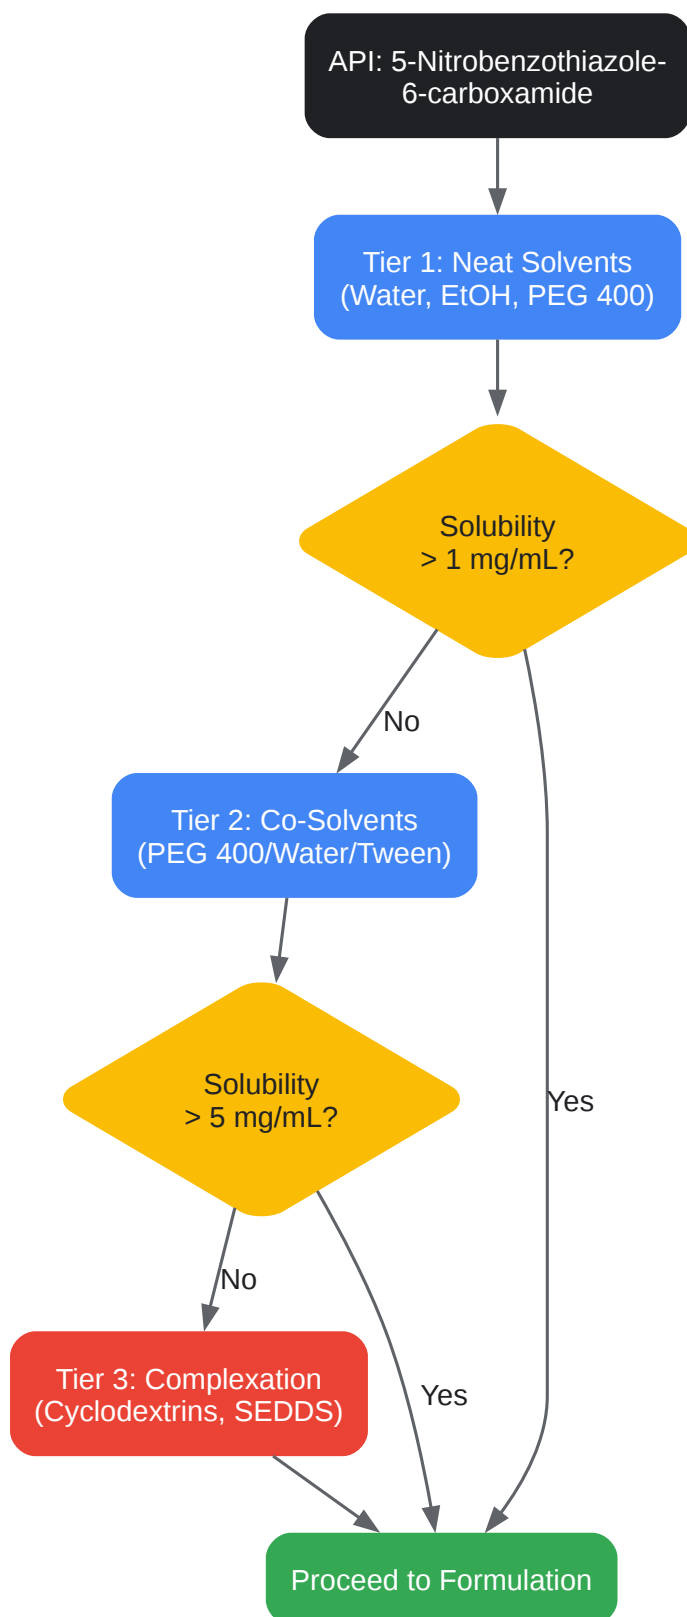 API: 5-Nitrobenzothiazole-
6-carboxamide
Tier 1: Neat Solvents
(Water, EtOH, PEG 400)
Solubility
> 1 mg/mL?
No
Tier 2: Co-Solvents
(PEG 400/Water/Tween)
Solubility
> 5 mg/mL?
Yes
No
Tier 3: Complexation
(Cyclodextrins, SEDDS)
Yes
Proceed to Formulation